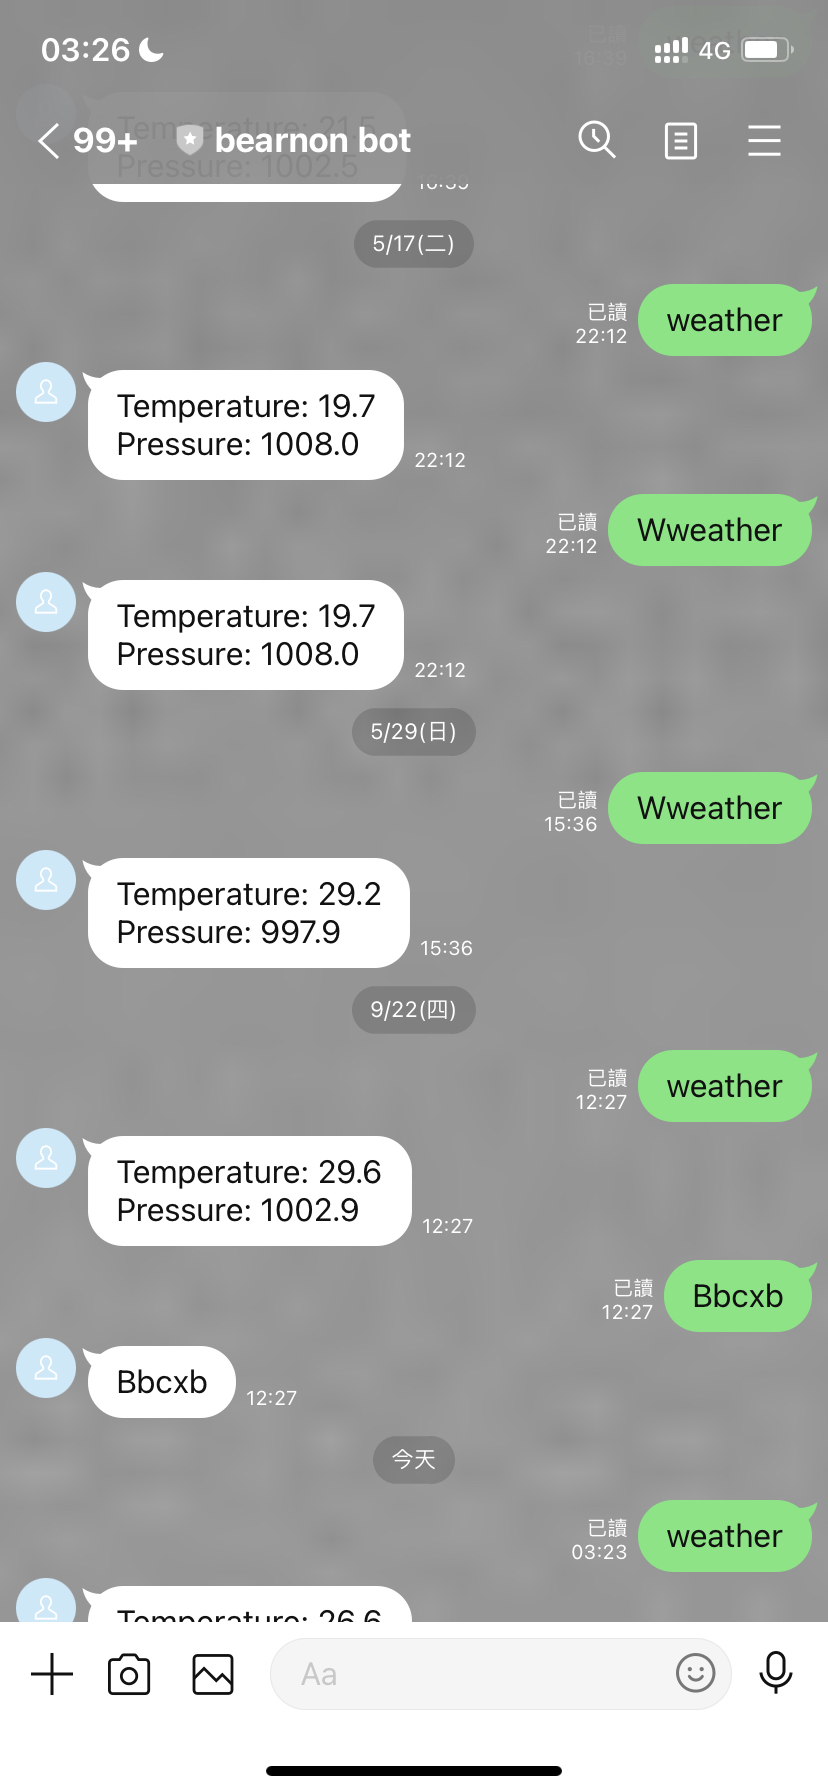 03:26
4G
16:33
99+
bearnon bot
Temperature: 21.5
Pressure: 1002.5
16:39
5/17(二)
已讀
22:12
weather
Temperature: 19.7
Pressure: 1008.0
22:12
已讀
22:12
Wweather
Temperature: 19.7
Pressure: 1008.0
22:12
5/29(日)
已讀
15:36
Wweather
Temperature: 29.2
Pressure: 997.9
15:36
9/22(四)
已讀
12:27
weather
Temperature: 29.6
Pressure: 1002.9
12:27
已讀
12:27
Bbcxb
Bbcxb
12:27
今天
已讀
03:23
weather
Temperature: 26.6
Aa